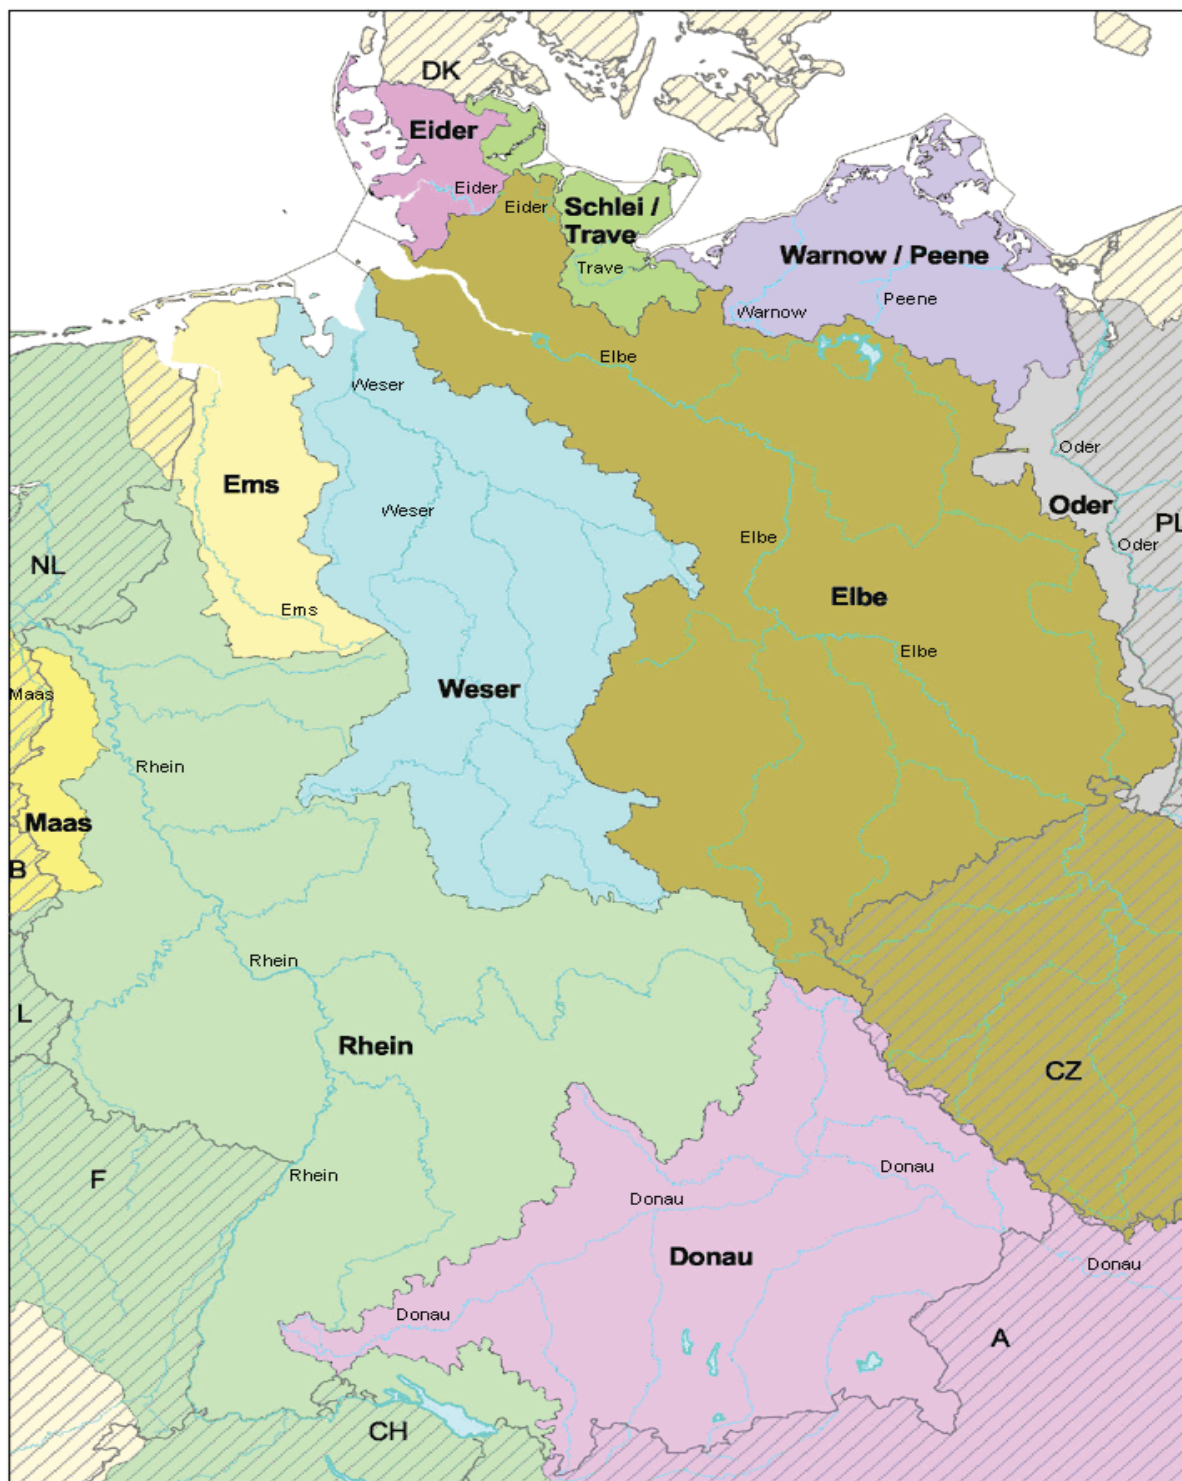 DK
Eider
Eider
Eider
Schlei /
Trave
Trave
Warnow / Peene
Peene
Warnow
Elbe
Weser
Oder
Ems
Weser
Oder
PL
Elbe
Oder
NL
Elbe
Ems
Elbe
Weser
Maas
Rhein
Maas
B
Rhein
L
Rhein
CZ
F
Rhein
Donau
Donau
Donau
Donau
Donau
A
CH